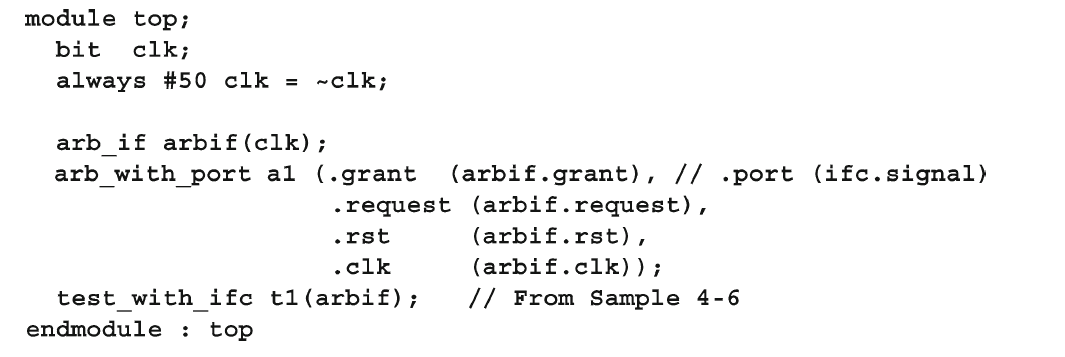 module top;
  bit  clk;
  always #50 clk = ~clk;

  arb_if arbif(clk);
  arb_with_port a1 (.grant  (arbif.grant), // .port (ifc.signal)
                    .request (arbif.request),
                    .rst     (arbif.rst),
                    .clk     (arbif.clk));
  test_with_ifc t1(arbif);   // From Sample 4-6
endmodule : top